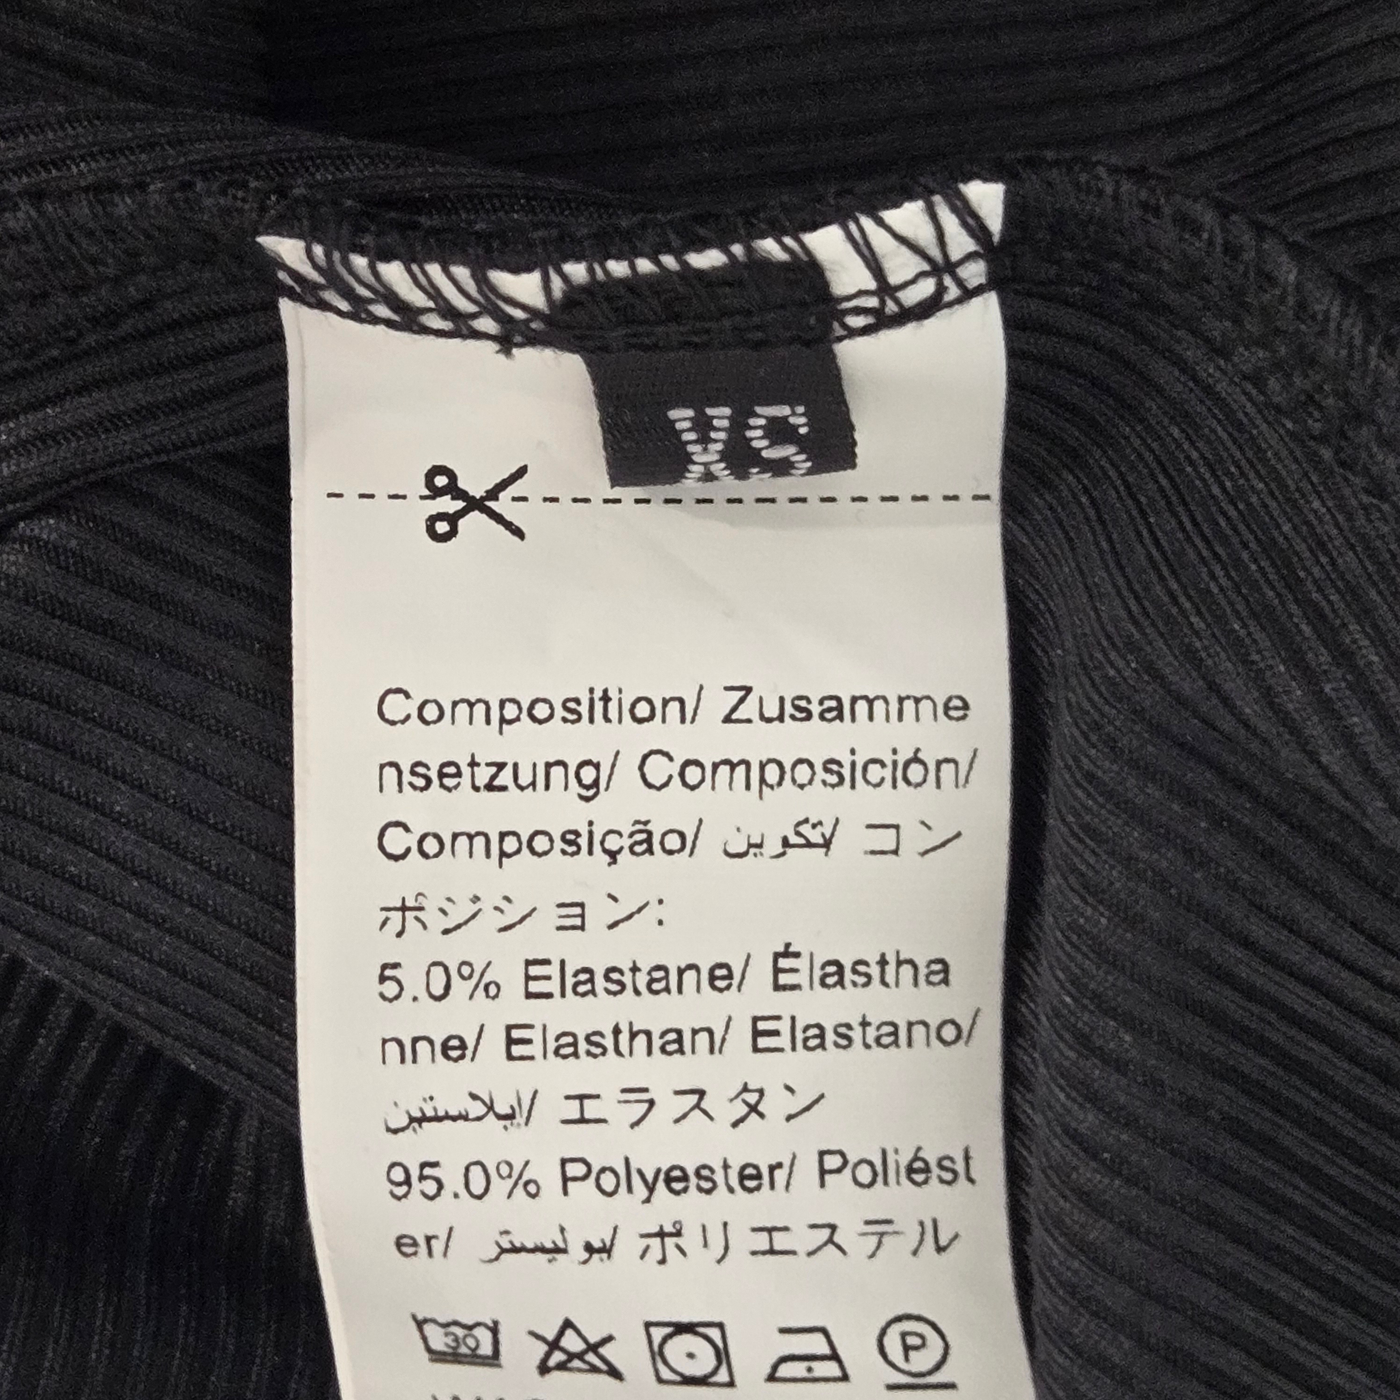 XS
Composition/ Zusamme
nsetzung/ Composición/
Composição/ تكوين/ コン
ポジション:
5.0% Elastane/ Élastha
nne/ Elasthan/ Elastano/
إيلاستين/ エラスタン
95.0% Polyester/ Poliést
er/ بوليستر/ ポリエステル
30
P